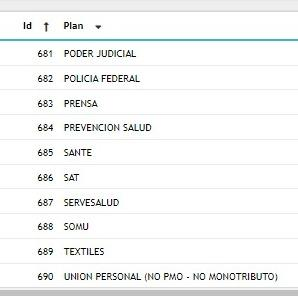 Id ↑ Plan
681 PODER JUDICIAL
682 POLICIA FEDERAL
683 PRENSA
684 PREVENCION SALUD
685 SANTE
686 SAT
687 SERVESALUD
688 SOMU
689 TEXTILES
690 UNION PERSONAL (NO PMO - NO MONOTRIBUTO)